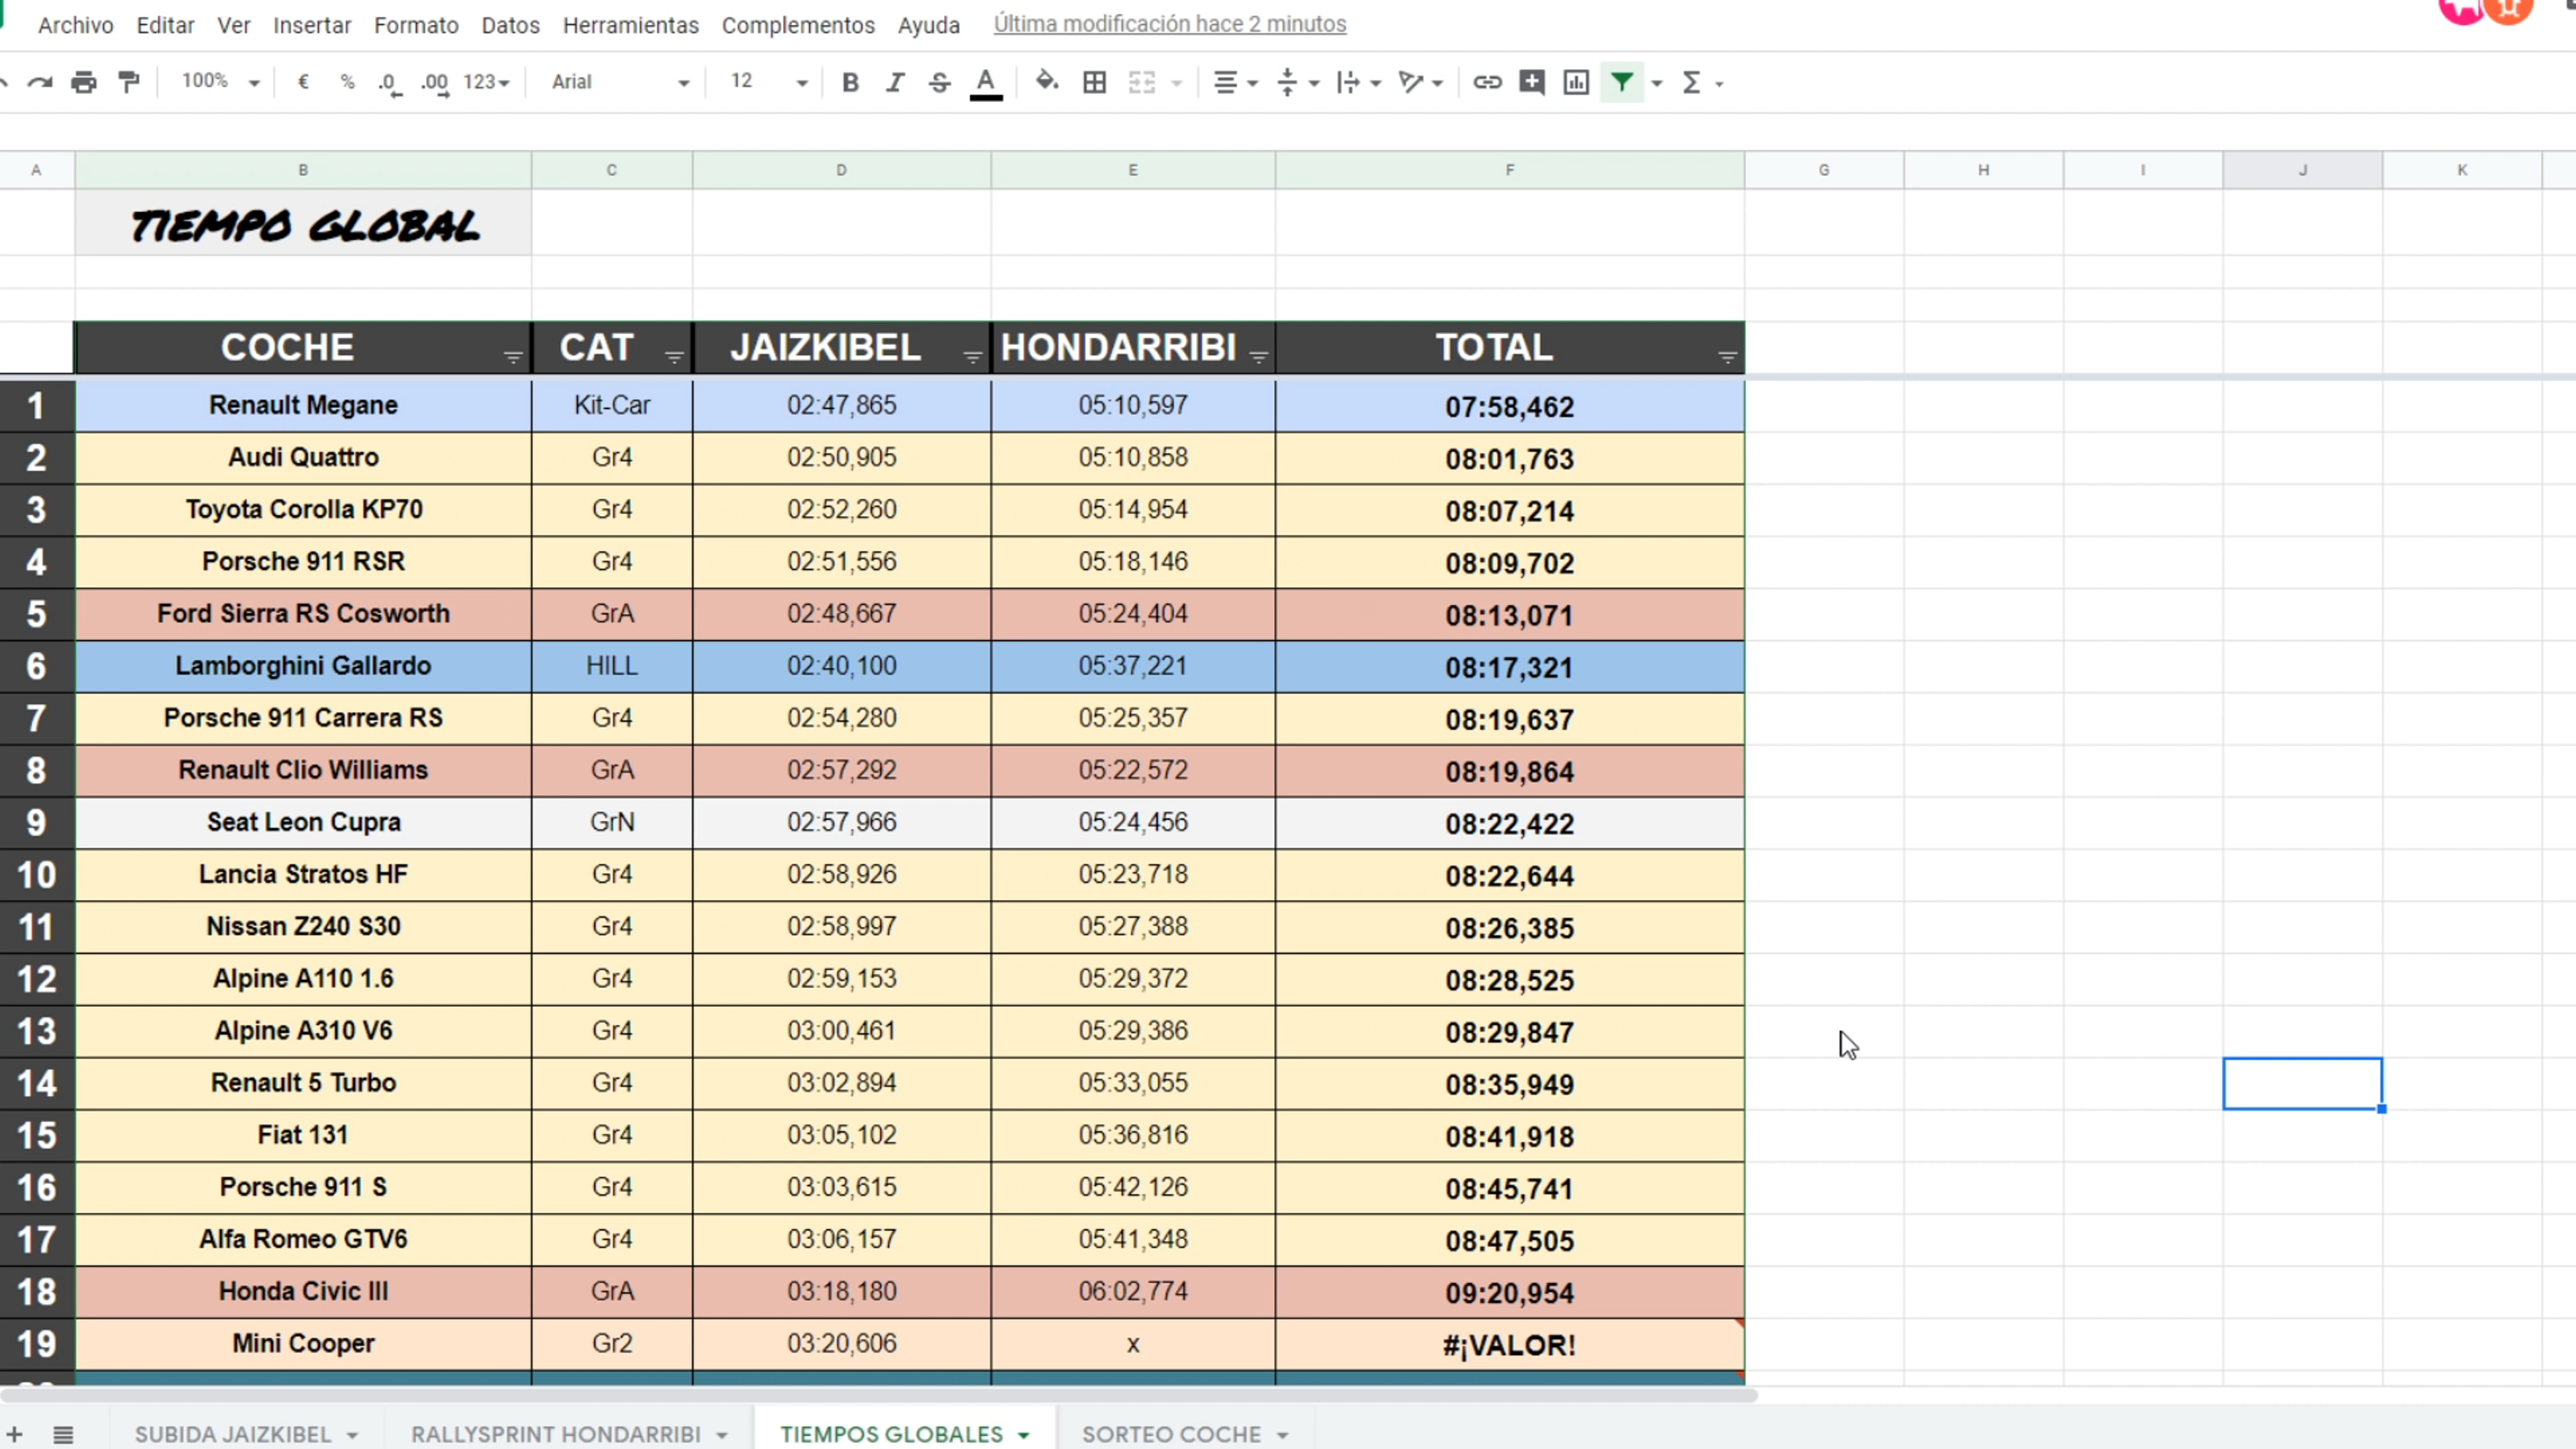 Archivo Editar Ver Insertar Formato Datos Herramientas Complementos Ayuda Última modificación hace 2 minutos
100% € % .0 .00 123 Arial 12 B I S A Σ
A B C D E F G H I J K
TIEMPO GLOBAL
COCHE CAT JAIZKIBEL HONDARRIBI TOTAL
1 Renault Megane Kit-Car 02:47,865 05:10,597 07:58,462
2 Audi Quattro Gr4 02:50,905 05:10,858 08:01,763
3 Toyota Corolla KP70 Gr4 02:52,260 05:14,954 08:07,214
4 Porsche 911 RSR Gr4 02:51,556 05:18,146 08:09,702
5 Ford Sierra RS Cosworth GrA 02:48,667 05:24,404 08:13,071
6 Lamborghini Gallardo HILL 02:40,100 05:37,221 08:17,321
7 Porsche 911 Carrera RS Gr4 02:54,280 05:25,357 08:19,637
8 Renault Clio Williams GrA 02:57,292 05:22,572 08:19,864
9 Seat Leon Cupra GrN 02:57,966 05:24,456 08:22,422
10 Lancia Stratos HF Gr4 02:58,926 05:23,718 08:22,644
11 Nissan Z240 S30 Gr4 02:58,997 05:27,388 08:26,385
12 Alpine A110 1.6 Gr4 02:59,153 05:29,372 08:28,525
13 Alpine A310 V6 Gr4 03:00,461 05:29,386 08:29,847
14 Renault 5 Turbo Gr4 03:02,894 05:33,055 08:35,949
15 Fiat 131 Gr4 03:05,102 05:36,816 08:41,918
16 Porsche 911 S Gr4 03:03,615 05:42,126 08:45,741
17 Alfa Romeo GTV6 Gr4 03:06,157 05:41,348 08:47,505
18 Honda Civic III GrA 03:18,180 06:02,774 09:20,954
19 Mini Cooper Gr2 03:20,606 x #¡VALOR!
SUBIDA JAIZKIBEL RALLYSPRINT HONDARRIBI TIEMPOS GLOBALES SORTEO COCHE